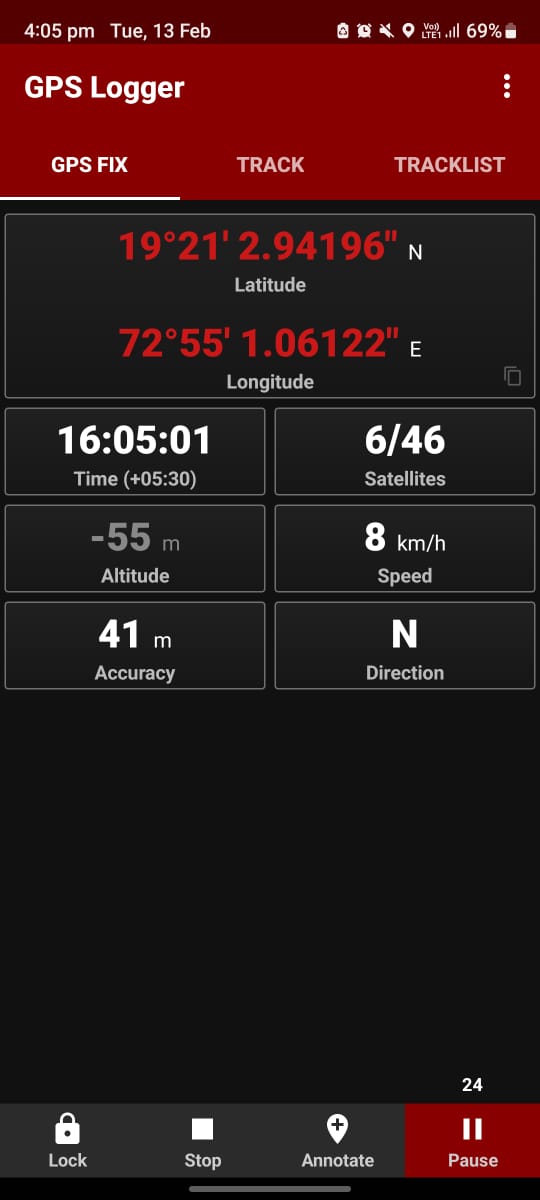 4:05 pm Tue, 13 Feb Vo)) LTE1 69%
GPS Logger
GPS FIX TRACK TRACKLIST
19°21' 2.94196" N
Latitude
72°55' 1.06122" E
Longitude
16:05:01 6/46
Time (+05:30) Satellites
-55 m 8 km/h
Altitude Speed
41 m N
Accuracy Direction
24
Lock Stop Annotate Pause